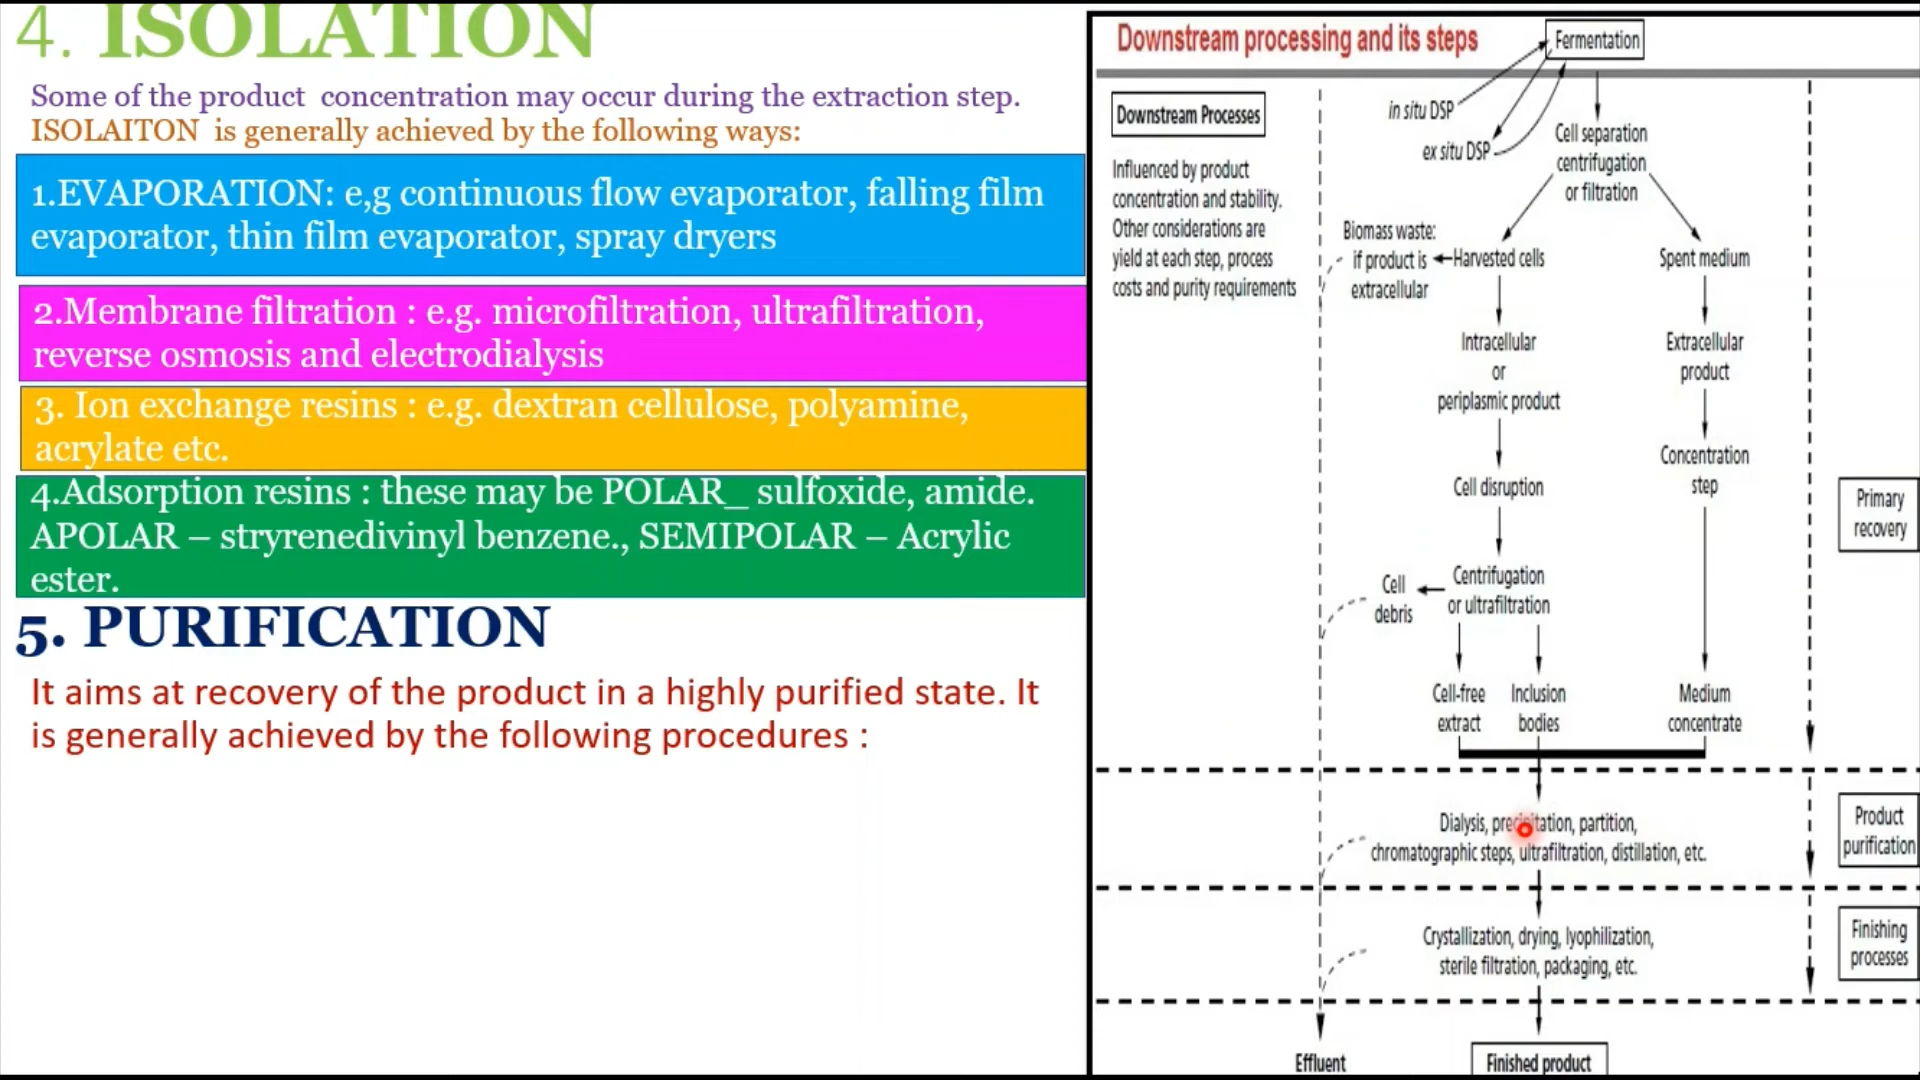 4. ISOLATION
Some of the product concentration may occur during the extraction step.
ISOLAITON is generally achieved by the following ways:
1.EVAPORATION: e,g continuous flow evaporator, falling film
evaporator, thin film evaporator, spray dryers
2.Membrane filtration : e.g. microfiltration, ultrafiltration,
reverse osmosis and electrodialysis
3. Ion exchange resins : e.g. dextran cellulose, polyamine,
acrylate etc.
4.Adsorption resins : these may be POLAR_ sulfoxide, amide.
APOLAR – stryrenedivinyl benzene., SEMIPOLAR – Acrylic
ester.
5. PURIFICATION
It aims at recovery of the product in a highly purified state. It
is generally achieved by the following procedures :
Downstream processing and its steps
Fermentation
Downstream Processes
in situ DSP
ex situ DSP
Cell separation
centrifugation
or filtration
Influenced by product
concentration and stability.
Other considerations are
yield at each step, process
costs and purity requirements
Biomass waste:
if product is
extracellular
Harvested cells
Spent medium
Intracellular
or
periplasmic product
Extracellular
product
Cell disruption
Concentration
step
Primary
recovery
Cell
debris
Centrifugation
or ultrafiltration
Cell-free
extract
Inclusion
bodies
Medium
concentrate
Dialysis, precipitation, partition,
chromatographic steps, ultrafiltration, distillation, etc.
Product
purification
Crystallization, drying, lyophilization,
sterile filtration, packaging, etc.
Finishing
processes
Effluent
Finished product